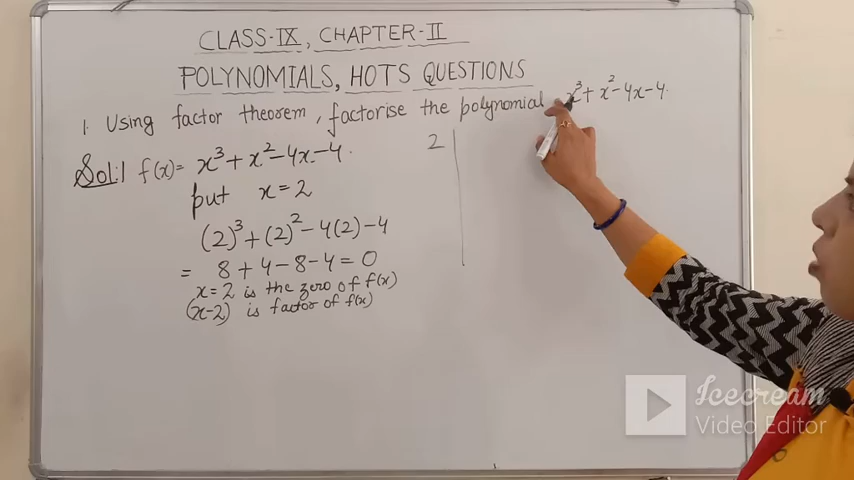 CLASS-IX, CHAPTER-II
POLYNOMIALS, HOTS QUESTIONS
1. Using factor theorem, factorise the polynomial x³ + x² - 4x - 4.
Sol:1 f(x) = x³ + x² - 4x - 4.
put x = 2
(2)³ + (2)² - 4(2) - 4
= 8 + 4 - 8 - 4 = 0
x = 2 is the zero of f(x)
(x-2) is factor of f(x)
2
Icecream
Video Editor